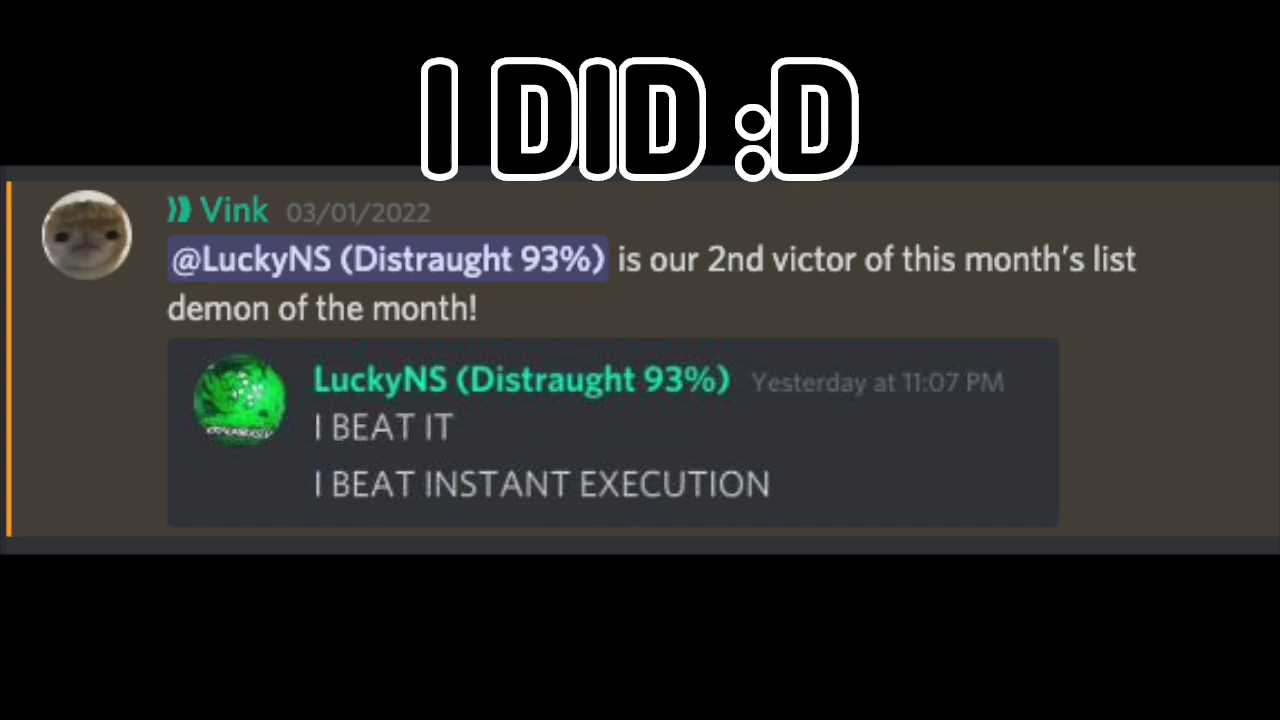 I DID :D
Vink 03/01/2022
@LuckyNS (Distraught 93%) is our 2nd victor of this month's list
demon of the month!
LuckyNS (Distraught 93%) Yesterday at 11:07 PM
I BEAT IT
I BEAT INSTANT EXECUTION